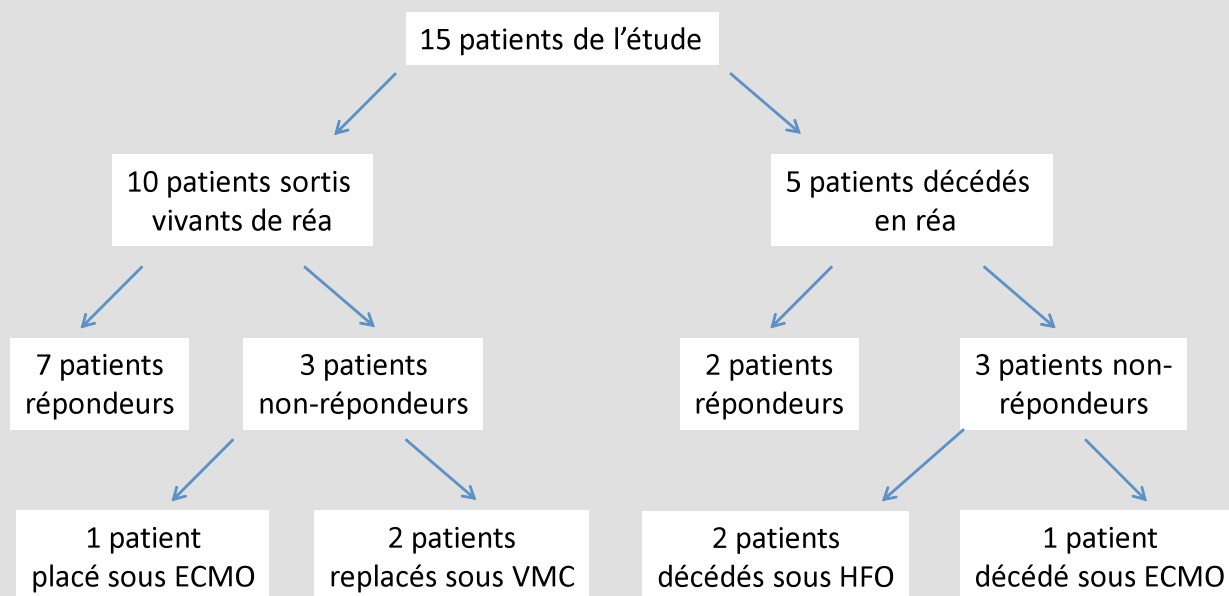 15 patients de l’étude
10 patients sortis
vivants de réa
5 patients décédés
en réa
7 patients
répondeurs
3 patients
non-répondeurs
2 patients
répondeurs
3 patients non-
répondeurs
1 patient
placé sous ECMO
2 patients
replacés sous VMC
2 patients
décédés sous HFO
1 patient
décédé sous ECMO